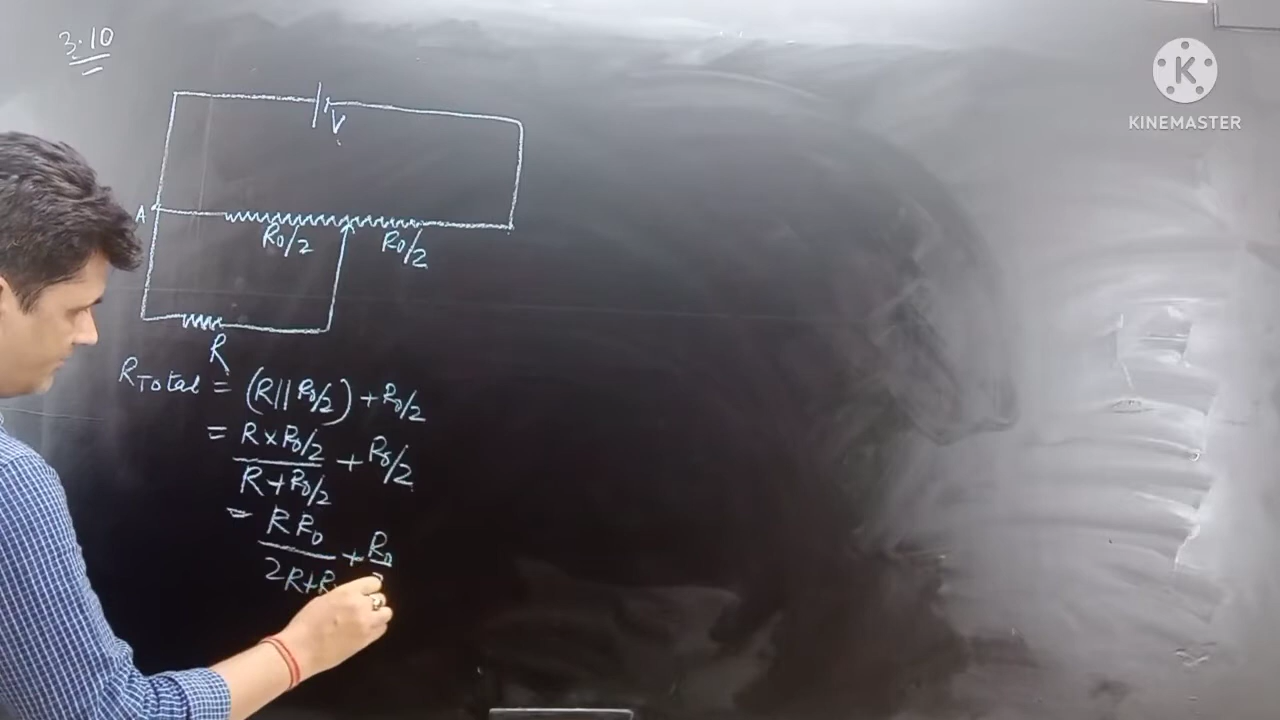 3.10
V
A
R0/2 R0/2
R
RTotal = (R||R0/2) + R0/2
= R×R0/2 / R+R0/2 + R0/2
= RR0 / 2R+R + R0
KINEMASTER